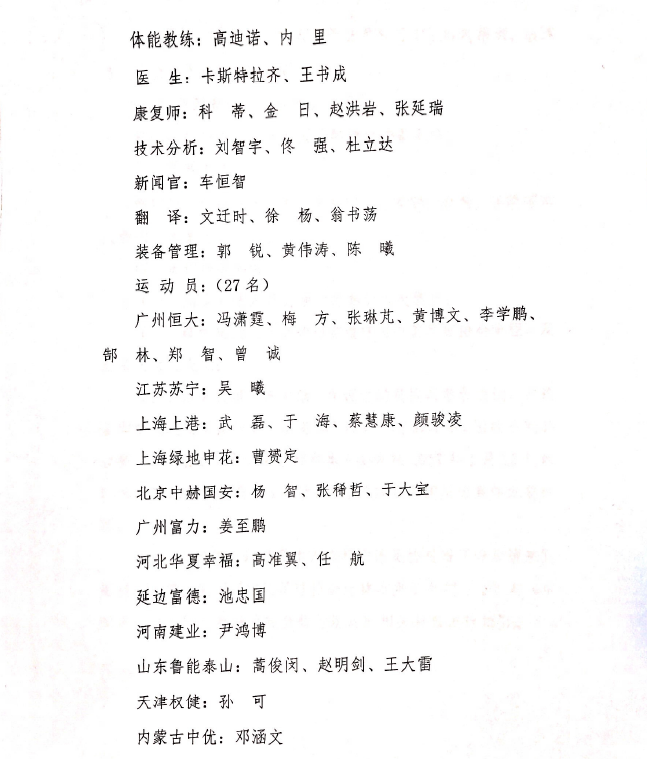 体能教练：高迪诺、内　里
医　生：卡斯特拉齐、王书成
康复师：科　蒂、金　日、赵洪岩、张延瑞
技术分析：刘智宇、佟　强、杜立达
新闻官：车恒智
翻　译：文迁时、徐　杨、翁书荡
装备管理：郭　锐、黄伟涛、陈　曦
运 动 员：（27 名）
广州恒大：冯潇霆、梅　方、张琳芃、黄博文、李学鹏、
郜　林、郑　智、曾　诚
江苏苏宁：吴　曦
上海上港：武　磊、于　海、蔡慧康、颜骏凌
上海绿地申花：曹赟定
北京中赫国安：杨　智、张稀哲、于大宝
广州富力：姜至鹏
河北华夏幸福：高准翼、任　航
延边富德：池忠国
河南建业：尹鸿博
山东鲁能泰山：蒿俊闵、赵明剑、王大雷
天津权健：孙　可
内蒙古中优：邓涵文